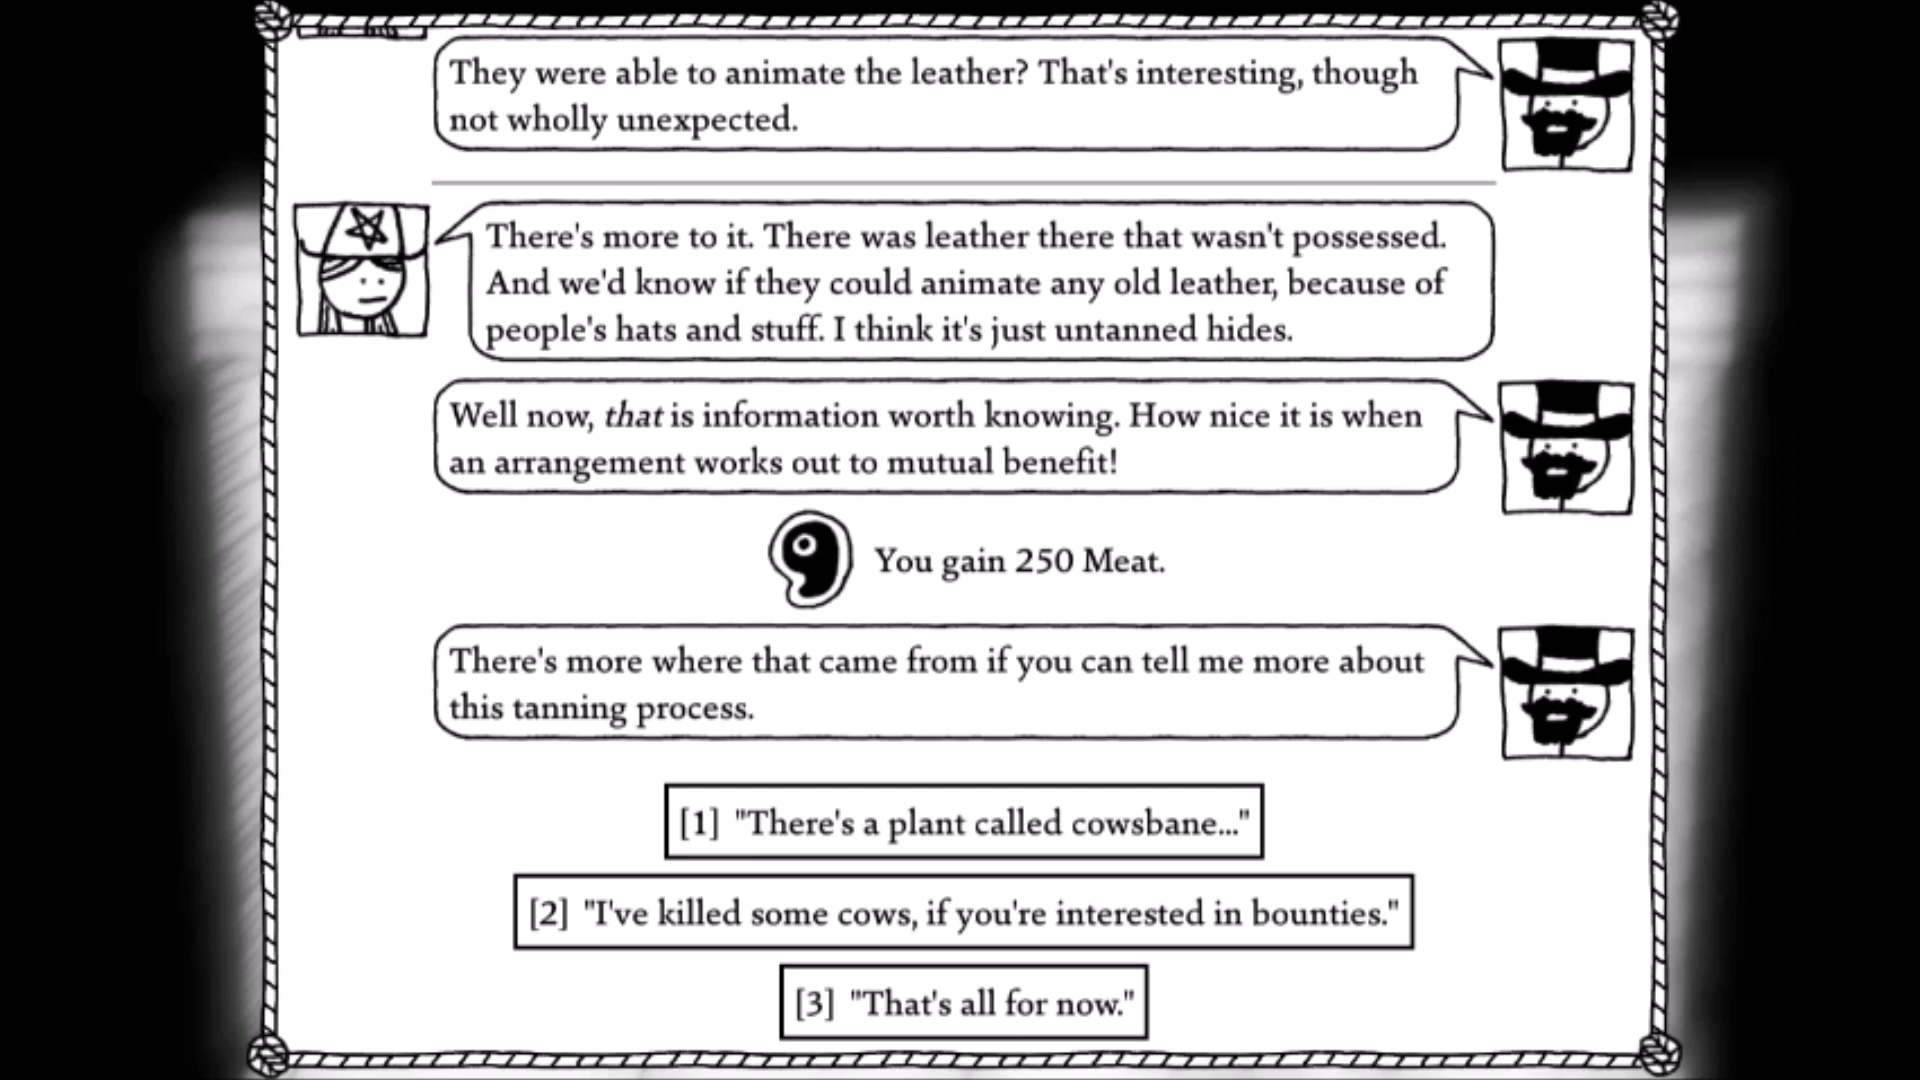 They were able to animate the leather? That's interesting, though
not wholly unexpected.
There's more to it. There was leather there that wasn't possessed.
And we'd know if they could animate any old leather, because of
people's hats and stuff. I think it's just untanned hides.
Well now, that is information worth knowing. How nice it is when
an arrangement works out to mutual benefit!
You gain 250 Meat.
There's more where that came from if you can tell me more about
this tanning process.
[1] "There's a plant called cowsbane..."
[2] "I've killed some cows, if you're interested in bounties."
[3] "That's all for now."